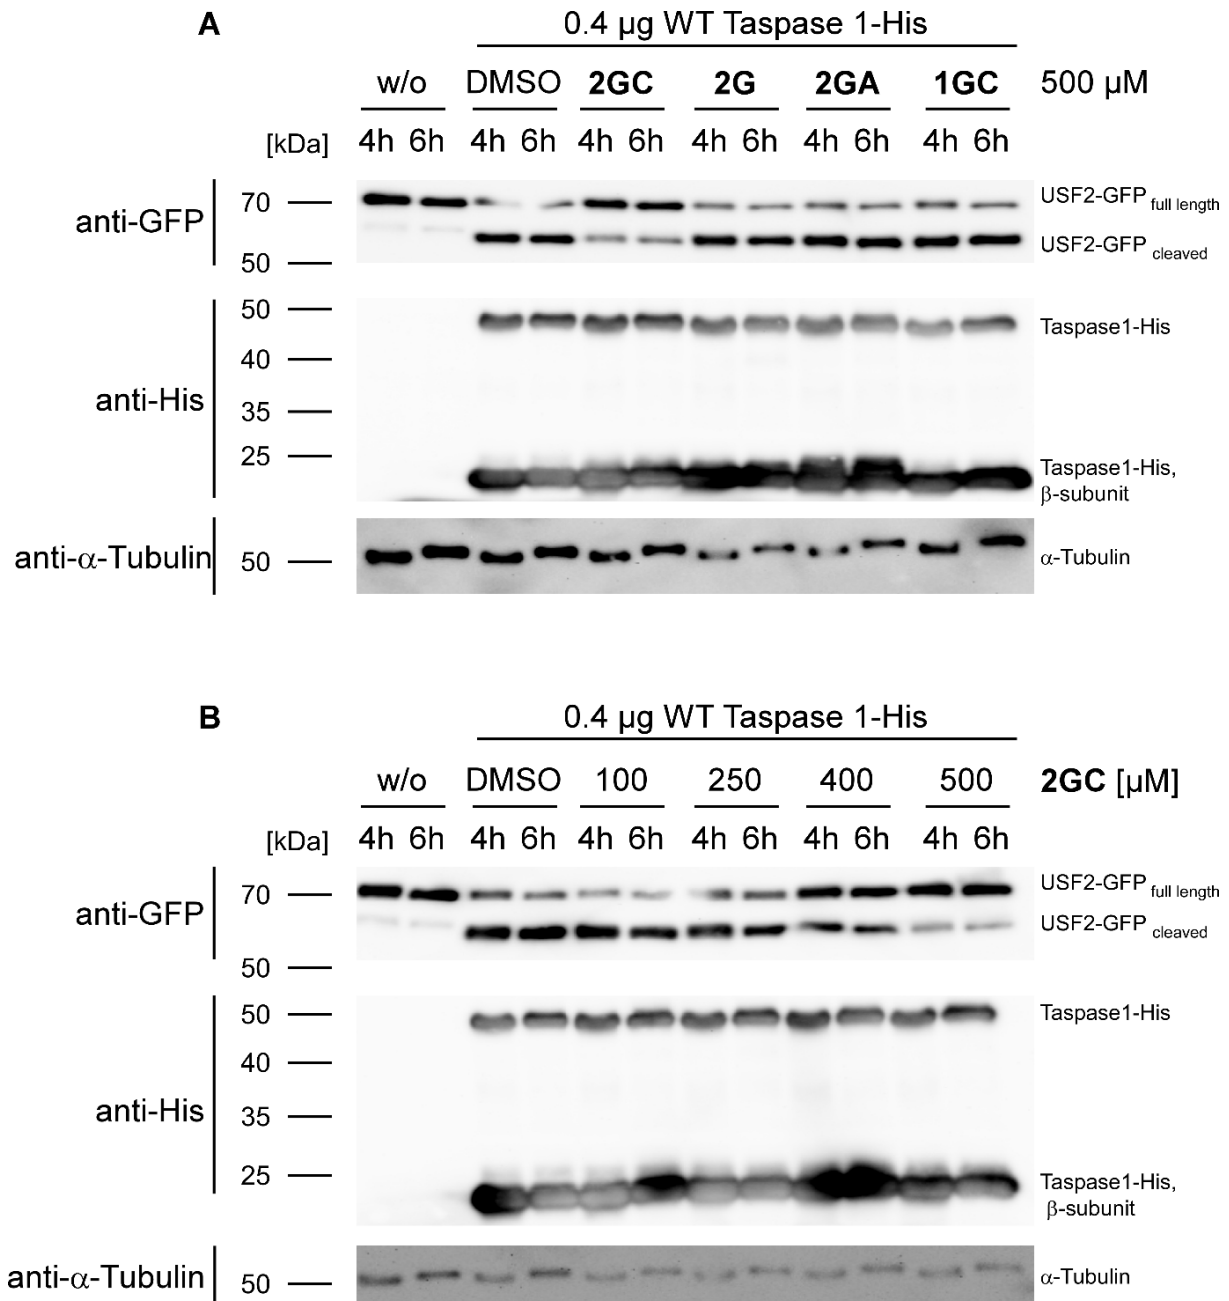 A
0.4 µg WT Taspase 1-His
w/o DMSO 2GC 2G 2GA 1GC 500 µM
[kDa] 4h 6h 4h 6h 4h 6h 4h 6h 4h 6h 4h 6h
anti-GFP
70
50
USF2-GFP full length
USF2-GFP cleaved
anti-His
50
40
35
25
Taspase1-His
Taspase1-His,
β-subunit
anti-α-Tubulin 50 α-Tubulin
B
0.4 µg WT Taspase 1-His
w/o DMSO 100 250 400 500 2GC [µM]
[kDa] 4h 6h 4h 6h 4h 6h 4h 6h 4h 6h 4h 6h
anti-GFP
70
50
USF2-GFP full length
USF2-GFP cleaved
anti-His
50
40
35
25
Taspase1-His
Taspase1-His,
β-subunit
anti-α-Tubulin 50 α-Tubulin